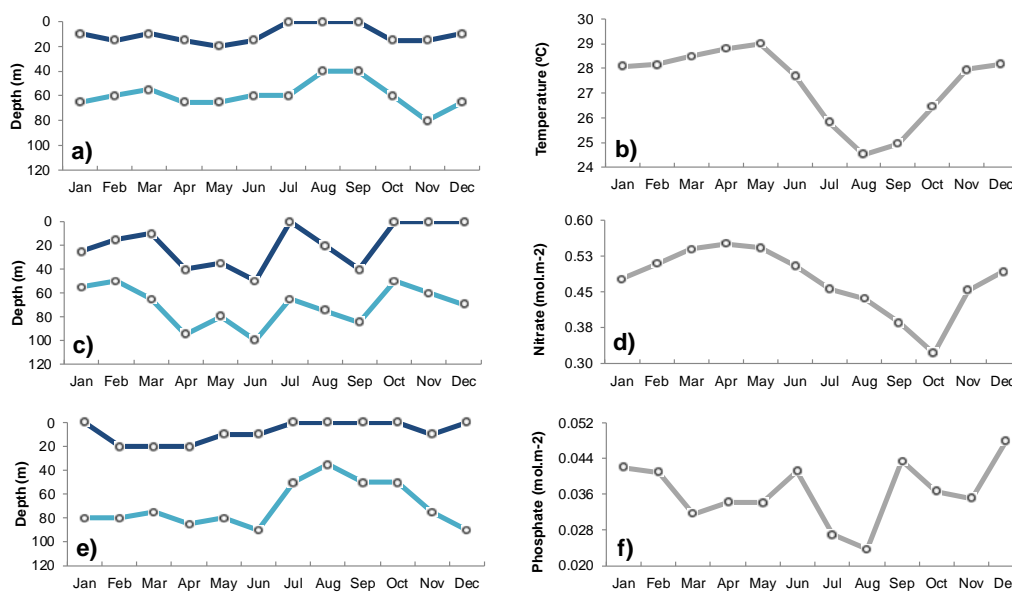 0
20
40
60
80
100
120
Depth (m)
a)
Jan Feb Mar Apr May Jun Jul Aug Sep Oct Nov Dec
30
29
28
26
25
24
Temperature (ºC)
b)
Jan Feb Mar Apr May Jun Jul Aug Sep Oct Nov Dec
0
20
40
60
80
100
120
Depth (m)
c)
Jan Feb Mar Apr May Jun Jul Aug Sep Oct Nov Dec
0.60
0.53
0.45
0.38
0.30
Nitrate (mol.m-2)
d)
Jan Feb Mar Apr May Jun Jul Aug Sep Oct Nov Dec
0
20
40
60
80
100
120
Depth (m)
e)
Jan Feb Mar Apr May Jun Jul Aug Sep Oct Nov Dec
0.052
0.044
0.036
0.028
0.020
Phosphate (mol.m-2)
f)
Jan Feb Mar Apr May Jun Jul Aug Sep Oct Nov Dec